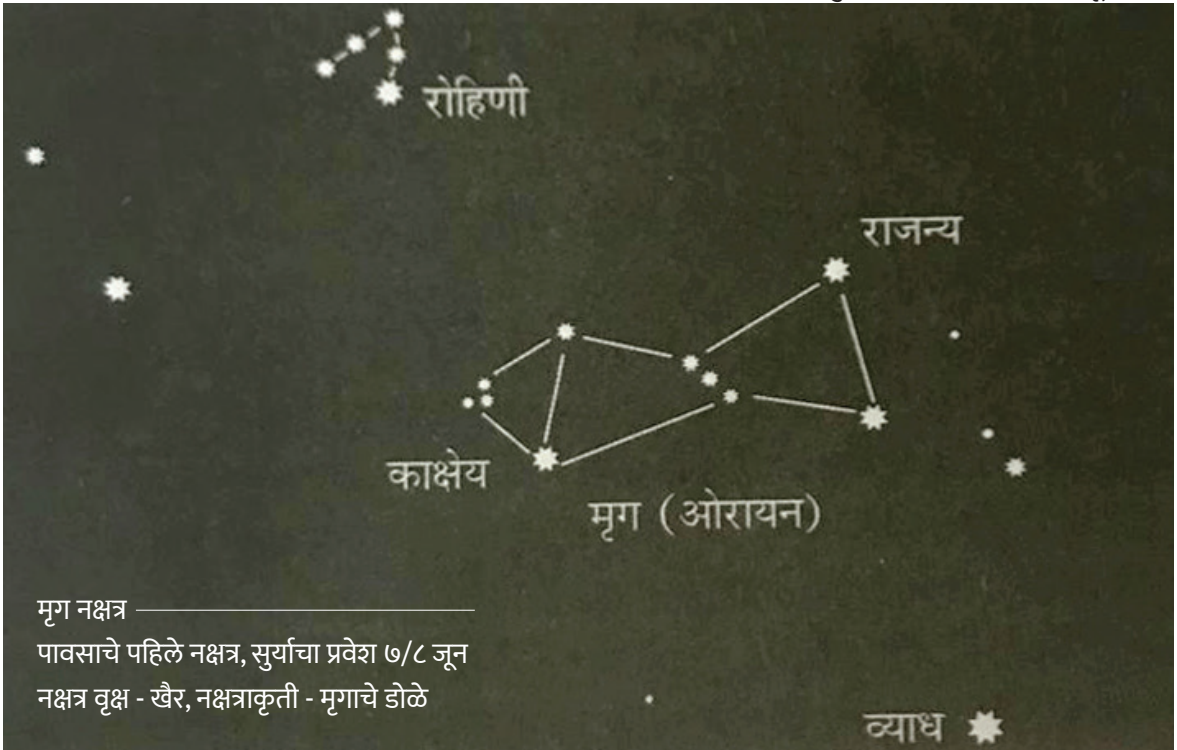 रोहिणी
राजन्य
काक्षेय
मृग (ओरायन)
मृग नक्षत्र
पावसाचे पहिले नक्षत्र, सुर्याचा प्रवेश ७/८ जून
नक्षत्र वृक्ष - खैर, नक्षत्राकृती - मृगाचे डोळे
व्याध